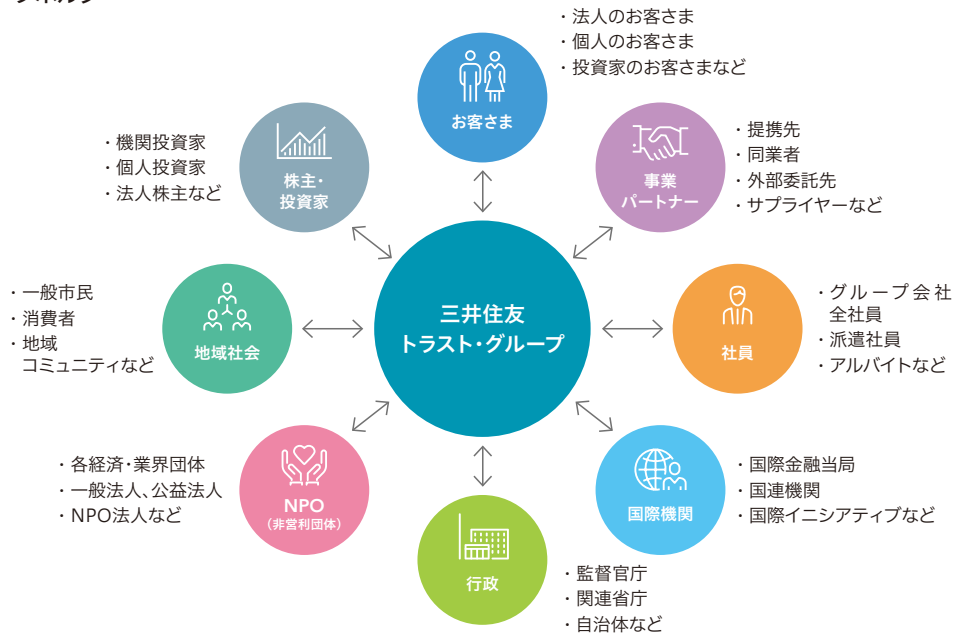 ・法人のお客さま
・個人のお客さま
・投資家のお客さまなど
お客さま
・機関投資家
・個人投資家
・法人株主など
株主・
投資家
事業
パートナー
・提携先
・同業者
・外部委託先
・サプライヤーなど
・一般市民
・消費者
・地域
コミュニティなど
地域社会
三井住友
トラスト・グループ
社員
・グループ会社
全社員
・派遣社員
・アルバイトなど
・各経済・業界団体
・一般法人、公益法人
・NPO法人など
NPO
(非営利団体)
国際機関
・国際金融当局
・国連機関
・国際イニシアティブなど
行政
・監督官庁
・関連省庁
・自治体など